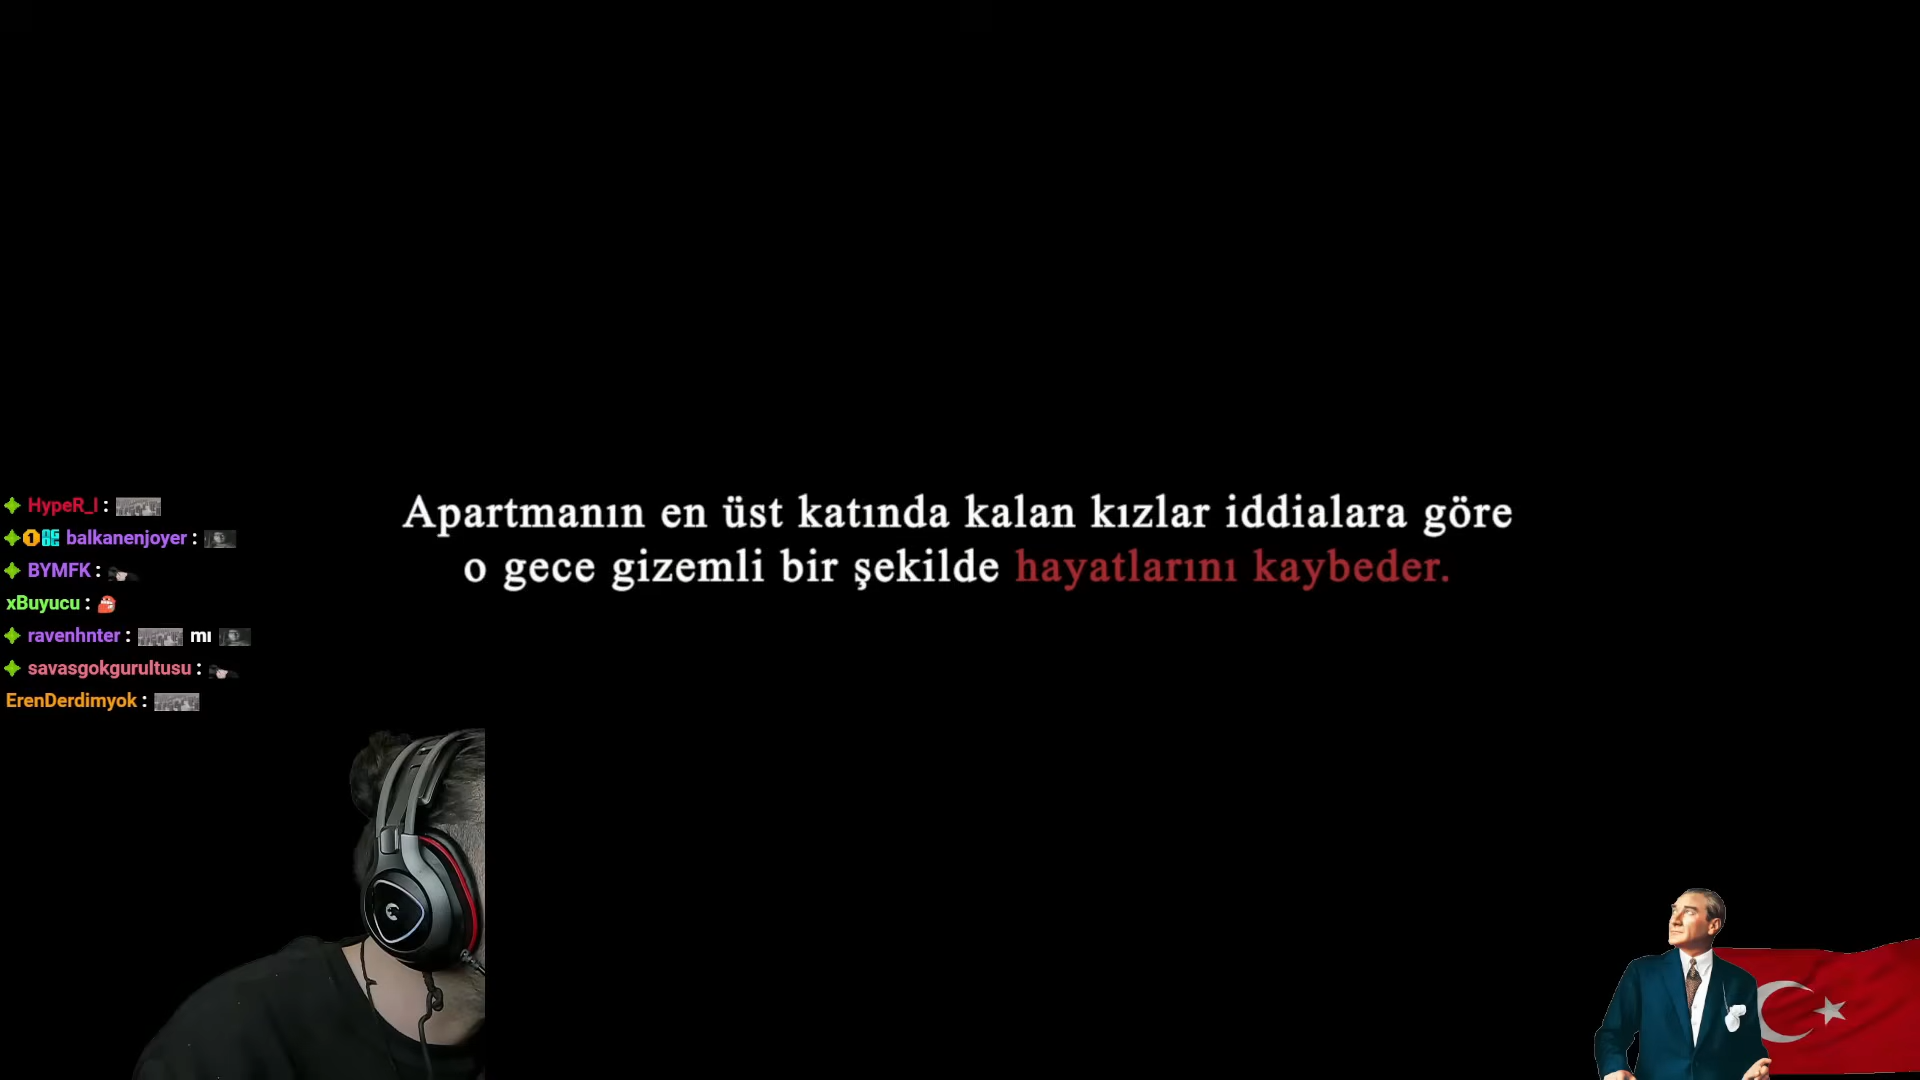 HypeR_I :
1 balkanenjoyer :
BYMFK :
xBuyucu :
ravenhnter : mı
savasgokgurultusu :
ErenDerdimyok :
Apartmanın en üst katında kalan kızlar iddialara göre
o gece gizemli bir şekilde hayatlarını kaybeder.